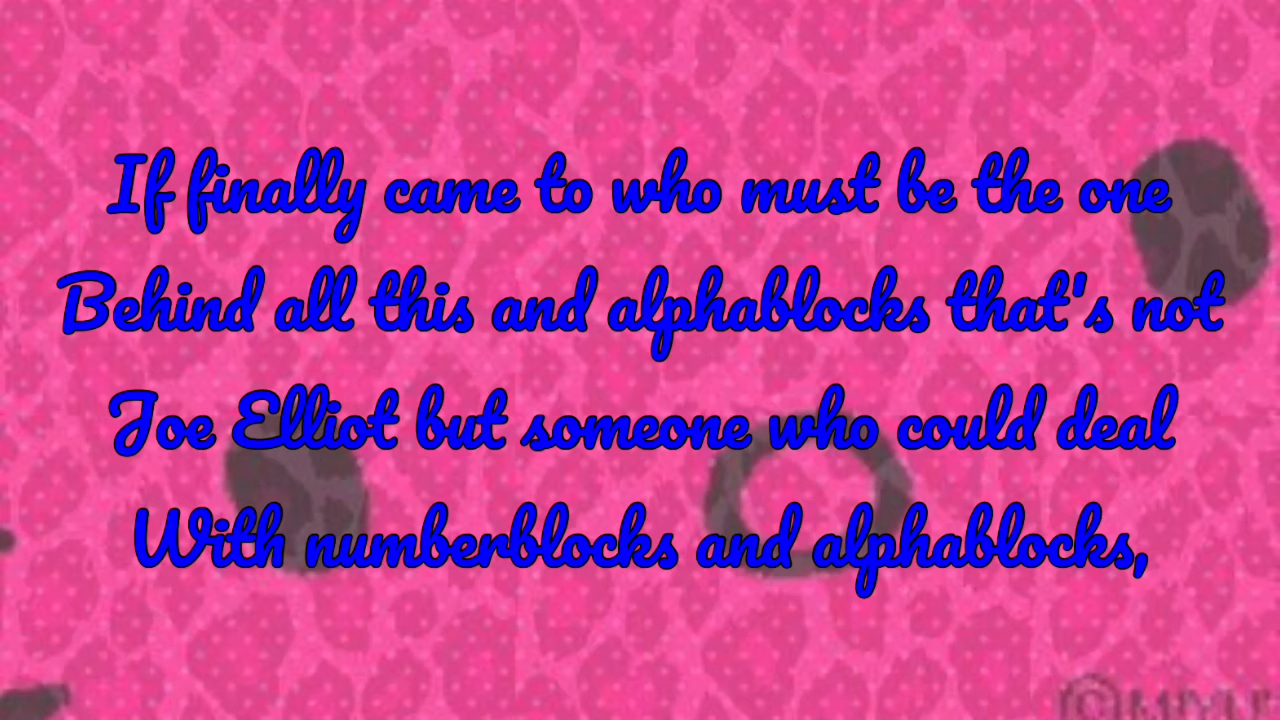 If finally came to who must be the one
Behind all this and alphablocks that's not
Joe Elliot but someone who could deal
With numberblocks and alphablocks,